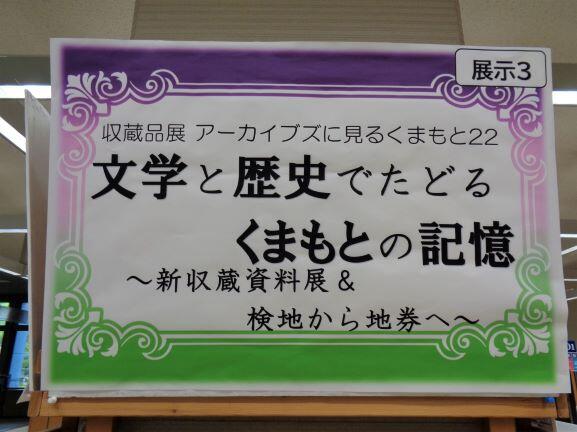 展示3
収蔵品展 アーカイブズに見るくまもと22
文学と歴史でたどる
くまもとの記憶
～新収蔵資料展＆
検地から地券へ～